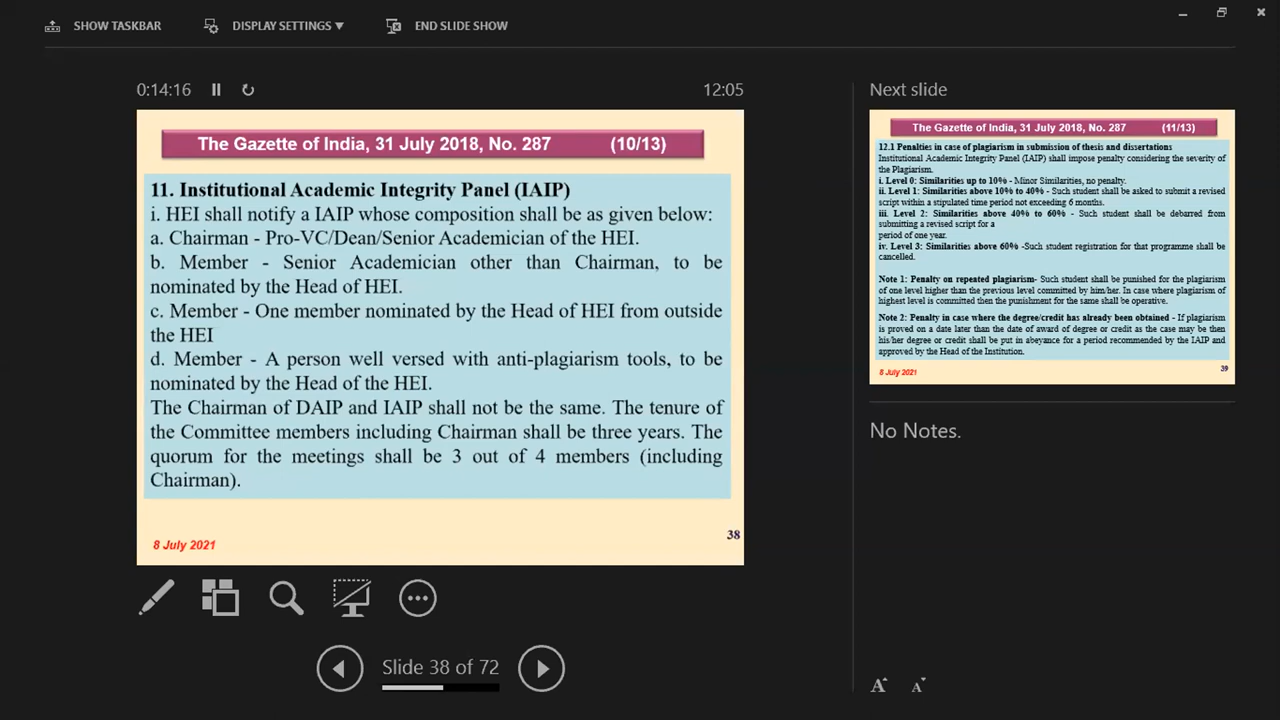 SHOW TASKBAR
DISPLAY SETTINGS ▼
END SLIDE SHOW
0:14:16
12:05
The Gazette of India, 31 July 2018, No. 287 (10/13)
11. Institutional Academic Integrity Panel (IAIP)
i. HEI shall notify a IAIP whose composition shall be as given below:
a. Chairman - Pro-VC/Dean/Senior Academician of the HEI.
b. Member - Senior Academician other than Chairman, to be
nominated by the Head of HEI.
c. Member - One member nominated by the Head of HEI from outside
the HEI
d. Member - A person well versed with anti-plagiarism tools, to be
nominated by the Head of the HEI.
The Chairman of DAIP and IAIP shall not be the same. The tenure of
the Committee members including Chairman shall be three years. The
quorum for the meetings shall be 3 out of 4 members (including
Chairman).
8 July 2021
38
Slide 38 of 72
Next slide
The Gazette of India, 31 July 2018, No. 287 (11/13)
12.1 Penalties in case of plagiarism in submission of thesis and dissertations
Institutional Academic Integrity Panel (IAIP) shall impose penalty considering the severity of
the Plagiarism.
i. Level 0: Similarities up to 10% - Minor Similarities, no penalty.
ii. Level 1: Similarities above 10% to 40% - Such student shall be asked to submit a revised
script within a stipulated time period not exceeding 6 months.
iii. Level 2: Similarities above 40% to 60% - Such student shall be debarred from
submitting a revised script for a
period of one year.
iv. Level 3: Similarities above 60% -Such student registration for that programme shall be
cancelled.
Note 1: Penalty on repeated plagiarism- Such student shall be punished for the plagiarism
of one level higher than the previous level committed by him/her. In case where plagiarism of
highest level is committed then the punishment for the same shall be operative.
Note 2: Penalty in case where the degree/credit has already been obtained - If plagiarism
is proved on a date later than the date of award of degree or credit as the case may be then
his/her degree or credit shall be put in abeyance for a period recommended by the IAIP and
approved by the Head of the Institution.
8 July 2021
39
No Notes.
A A